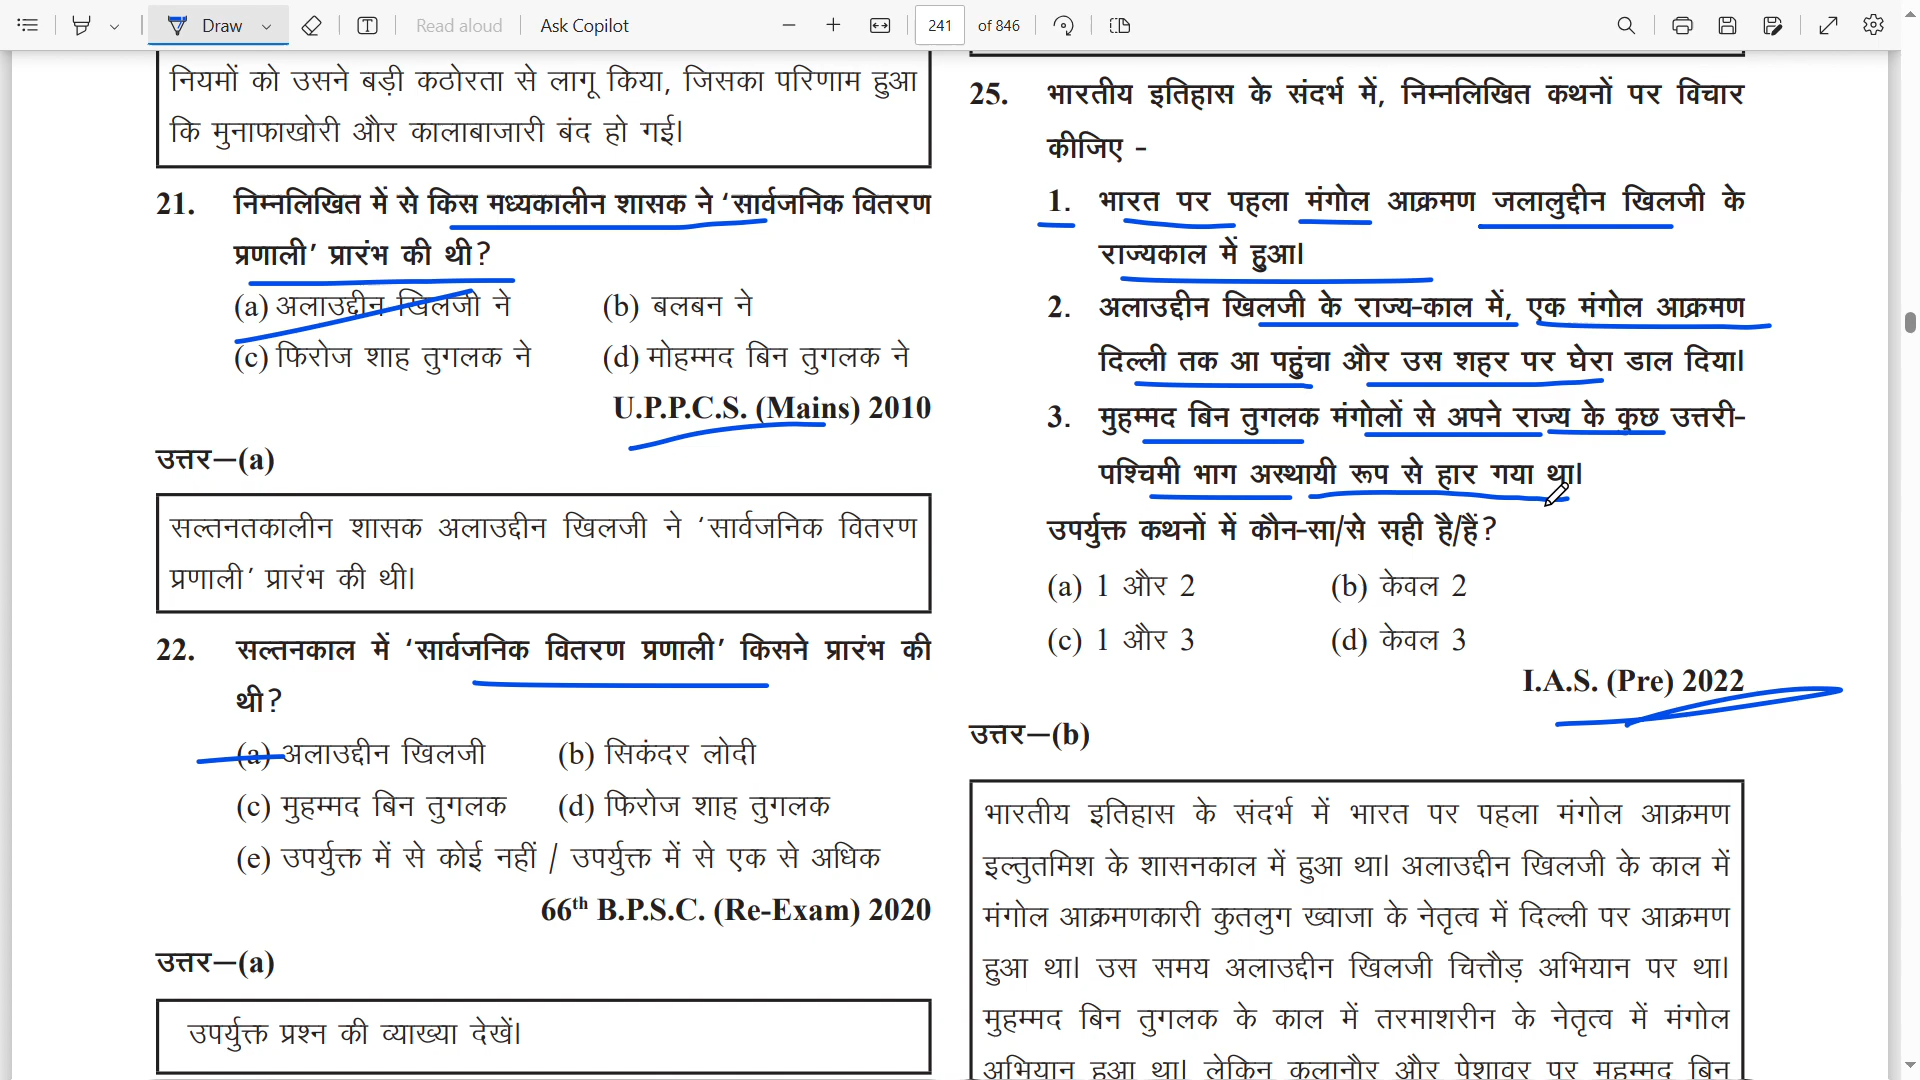 Draw
Read aloud
Ask Copilot
241
of 846
नियमों को उसने बड़ी कठोरता से लागू किया, जिसका परिणाम हुआ
कि मुनाफाखोरी और कालाबाजारी बंद हो गई।
21. निम्नलिखित में से किस मध्यकालीन शासक ने ‘सार्वजनिक वितरण
प्रणाली’ प्रारंभ की थी?
(a) अलाउद्दीन खिलजी ने (b) बलबन ने
(c) फिरोज शाह तुगलक ने (d) मोहम्मद बिन तुगलक ने
U.P.P.C.S. (Mains) 2010
उत्तर—(a)
सल्तनतकालीन शासक अलाउद्दीन खिलजी ने ‘सार्वजनिक वितरण
प्रणाली’ प्रारंभ की थी।
22. सल्तनकाल में ‘सार्वजनिक वितरण प्रणाली’ किसने प्रारंभ की
थी?
(a) अलाउद्दीन खिलजी (b) सिकंदर लोदी
(c) मुहम्मद बिन तुगलक (d) फिरोज शाह तुगलक
(e) उपर्युक्त में से कोई नहीं / उपर्युक्त में से एक से अधिक
66th B.P.S.C. (Re-Exam) 2020
उत्तर—(a)
उपर्युक्त प्रश्न की व्याख्या देखें।
25. भारतीय इतिहास के संदर्भ में, निम्नलिखित कथनों पर विचार
कीजिए -
1. भारत पर पहला मंगोल आक्रमण जलालुद्दीन खिलजी के
राज्यकाल में हुआ।
2. अलाउद्दीन खिलजी के राज्य-काल में, एक मंगोल आक्रमण
दिल्ली तक आ पहुंचा और उस शहर पर घेरा डाल दिया।
3. मुहम्मद बिन तुगलक मंगोलों से अपने राज्य के कुछ उत्तरी-
पश्चिमी भाग अस्थायी रूप से हार गया था।
उपर्युक्त कथनों में कौन-सा/से सही है/हैं?
(a) 1 और 2 (b) केवल 2
(c) 1 और 3 (d) केवल 3
I.A.S. (Pre) 2022
उत्तर—(b)
भारतीय इतिहास के संदर्भ में भारत पर पहला मंगोल आक्रमण
इल्तुतमिश के शासनकाल में हुआ था। अलाउद्दीन खिलजी के काल में
मंगोल आक्रमणकारी कुतलुग ख्वाजा के नेतृत्व में दिल्ली पर आक्रमण
हुआ था। उस समय अलाउद्दीन खिलजी चित्तौड़ अभियान पर था।
मुहम्मद बिन तुगलक के काल में तरमाशरीन के नेतृत्व में मंगोल
अभियान हुआ था। लेकिन कलानौर और पेशावर पर मुहम्मद बिन